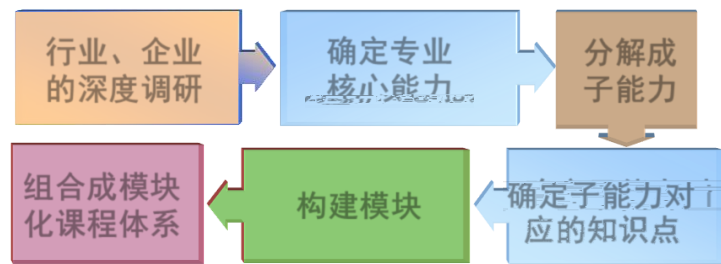 行业、企业
的深度调研
确定专业
核心能力
分解成
子能力
确定子能力对
应的知识点
构建模块
组合成模块
化课程体系